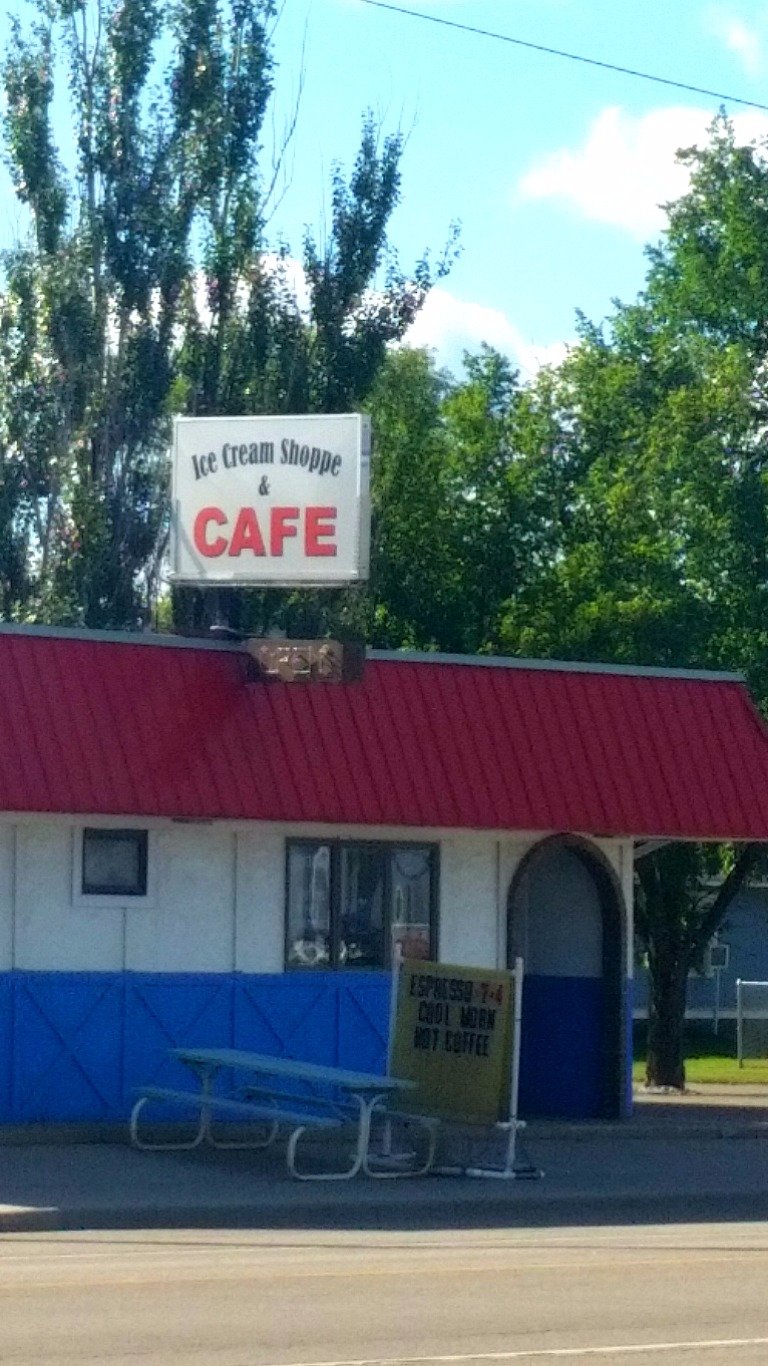 Ice Cream Shoppe
&
CAFE
ESPRESSO 7-4
COOL MORN
HOT COFFEE